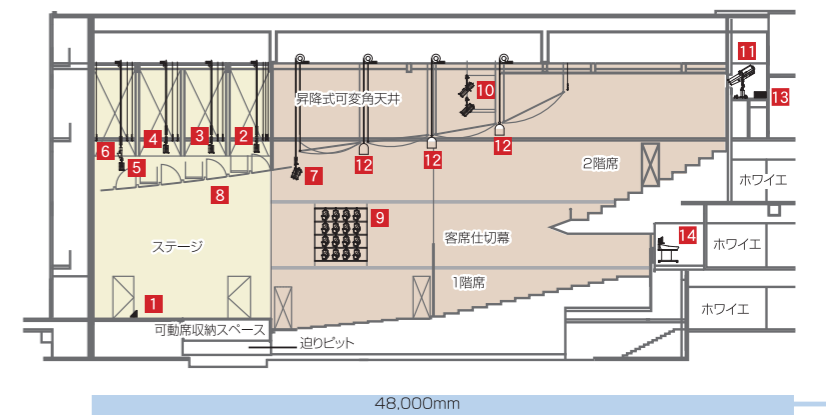 11
10
13
昇降式可変角天井
6
4
3
2
5
7
12
12
12
2階席
8
ホワイエ
9
ステージ
客席仕切幕
14
ホワイエ
1階席
1
ホワイエ
可動席収納スペース
迫りピット
48,000mm